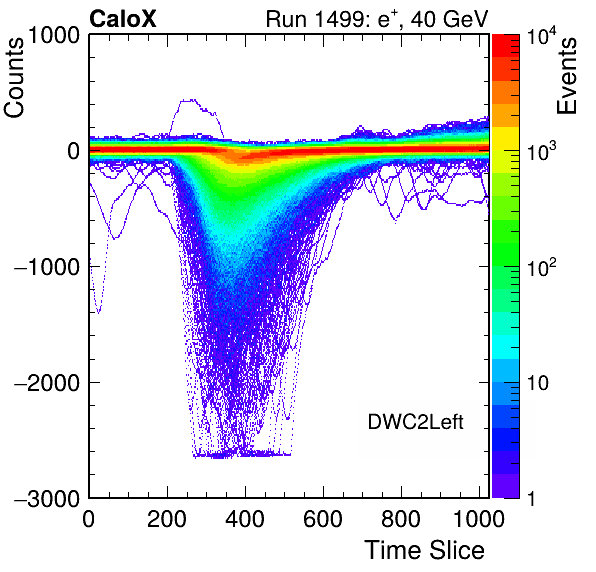 CaloX Run 1499: e⁺, 40 GeV
Counts
Events
1000
0
−1000
−2000
−3000
0 200 400 600 800 1000
Time Slice
DWC2Left
10⁴
10³
10²
10
1